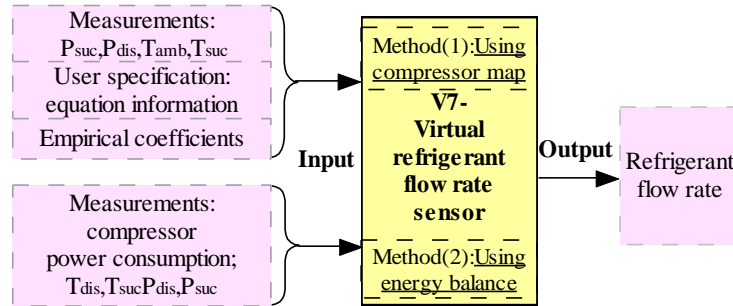 Measurements:
Psuc,Pdis,Tamb,Tsuc
User specification:
equation information
Empirical coefficients
Measurements:
compressor
power consumption;
Tdis,TsucPdis,Psuc
Input
Method(1):Using
compressor map
V7-
Virtual
refrigerant
flow rate
sensor
Method(2):Using
energy balance
Output
Refrigerant
flow rate